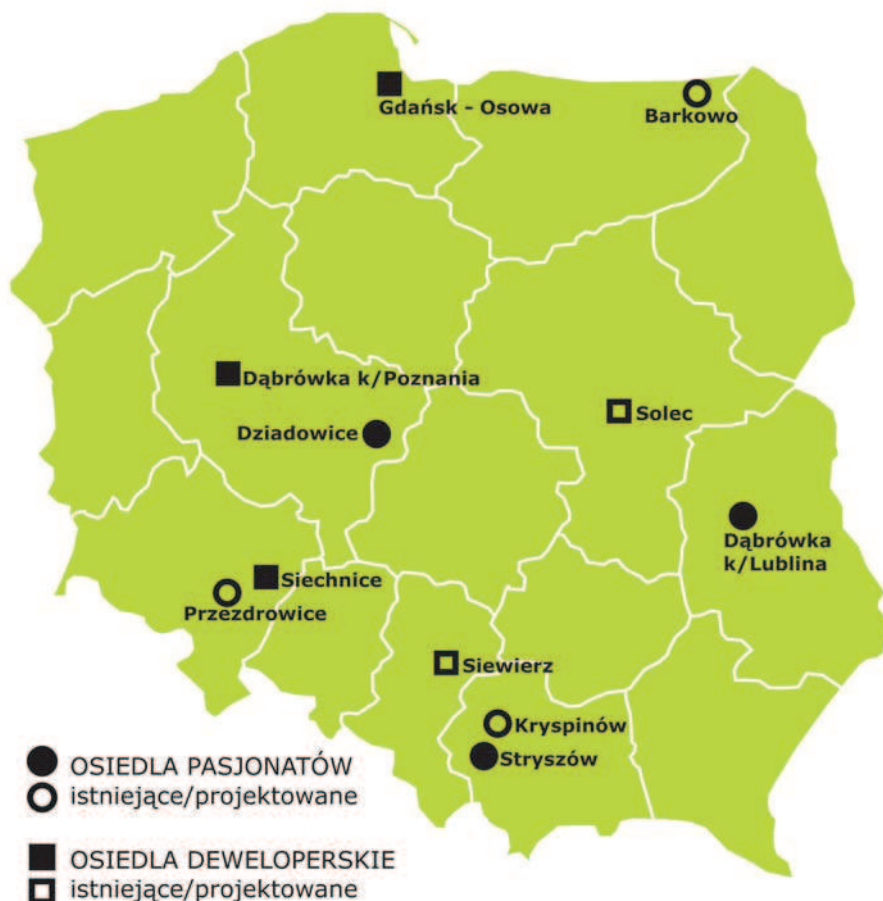 Gdańsk - Osowa
Barkowo
Dąbrówka k/Poznania
Solec
Dziadowice
Dąbrówka
k/Lublina
Siechnice
Przezdrowice
Siewierz
Kryspinów
Stryszów
OSIEDLA PASJONATÓW
istniejące/projektowane
OSIEDLA DEWELOPERSKIE
istniejące/projektowane